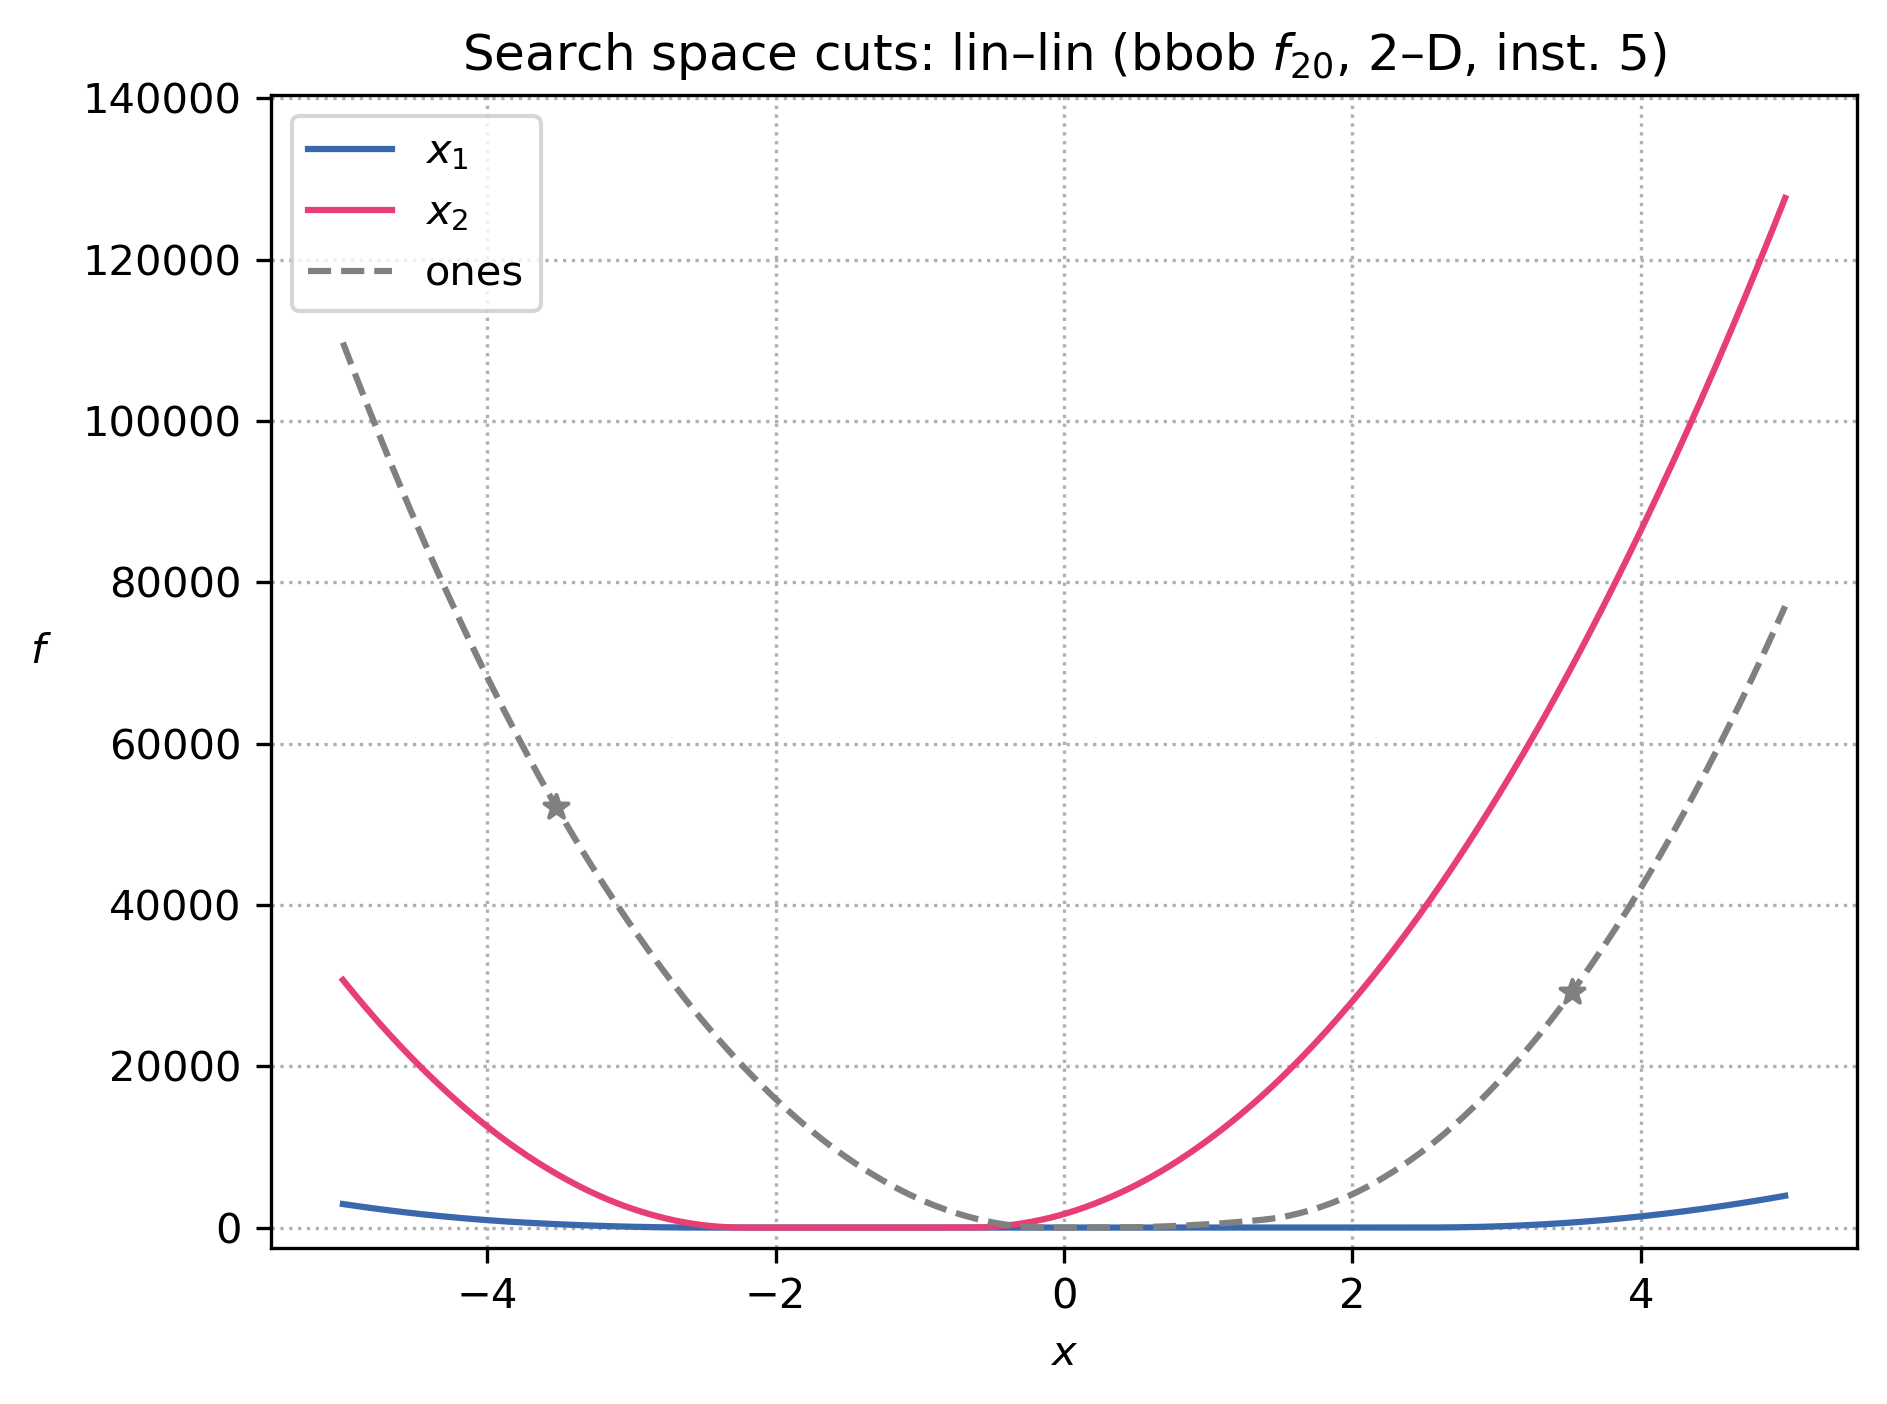 Search space cuts: lin–lin (bbob f20, 2–D, inst. 5)
140000
120000
100000
80000
60000
40000
20000
0
f
x1
x2
ones
−4
−2
0
2
4
x